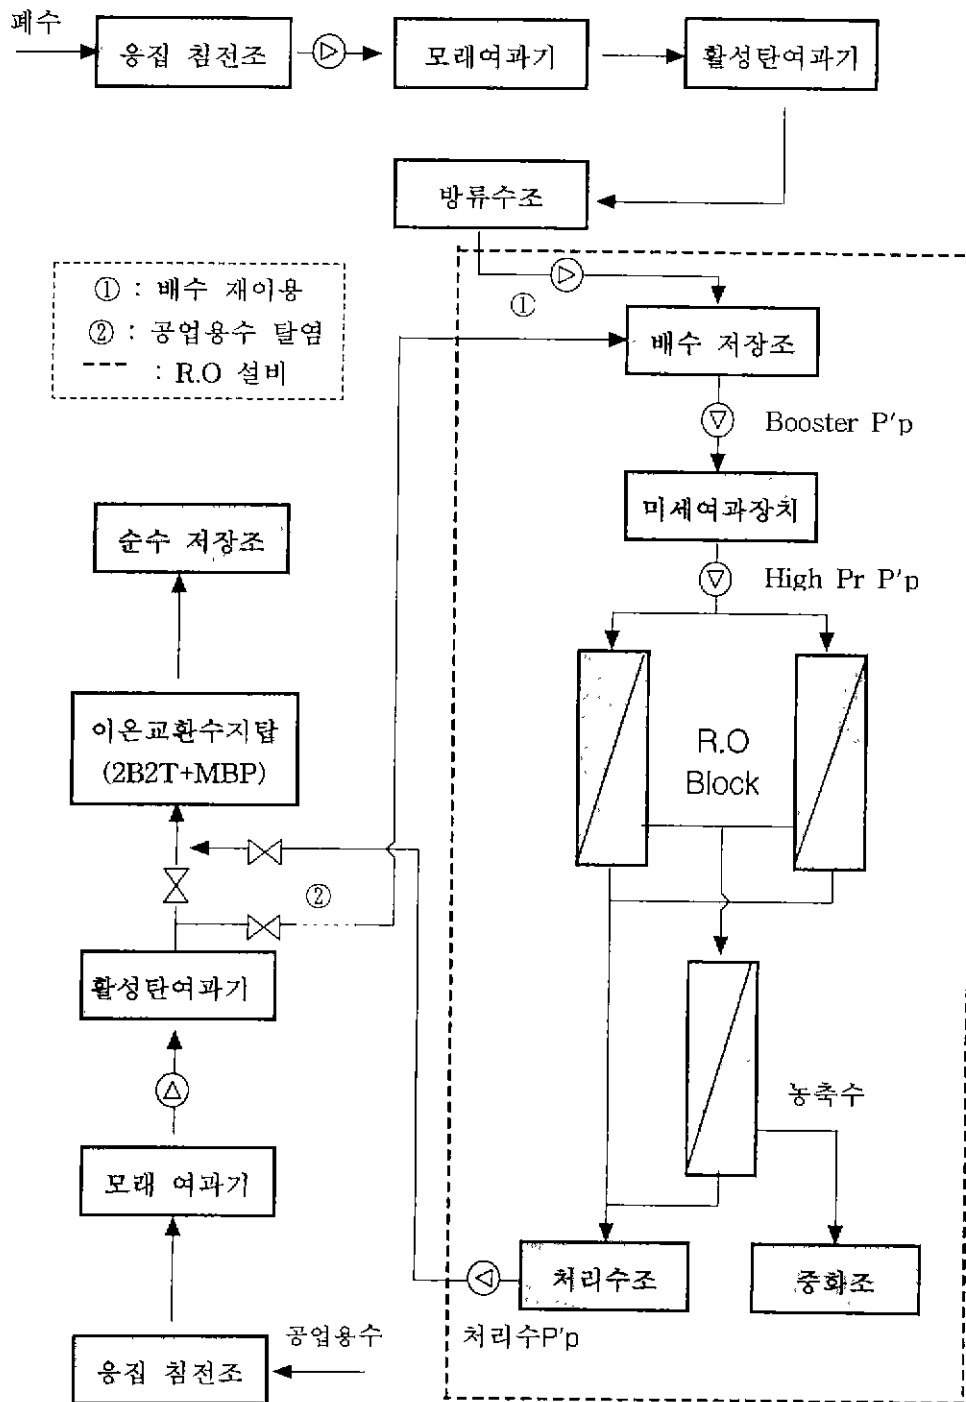 폐수
응집 침전조
모래여과기
활성탄여과기
방류수조
① : 배수 재이용
② : 공업용수 탈염
: R.O 설비
①
배수 저장조
Booster P'p
미세여과장치
High Pr P'p
순수 저장조
이온교환수지탑
(2B2T+MBP)
R.O
Block
②
활성탄여과기
농축수
모래 여과기
처리수조
중화조
처리수P'p
공업용수
응집 침전조